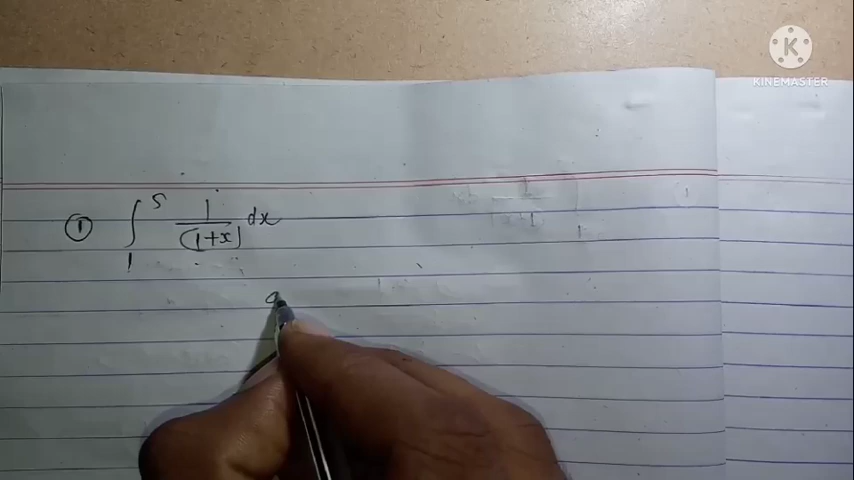 KINEMASTER
① ∫₁⁵ 1/(1+x) dx
a